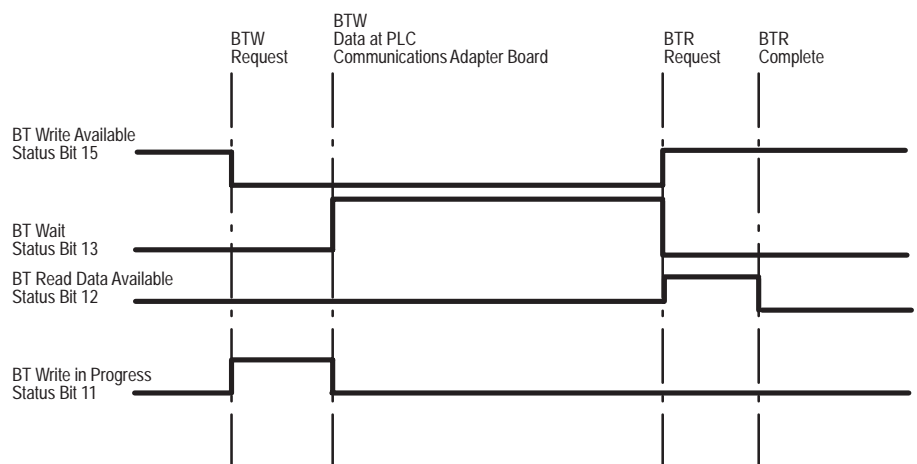 BTW
Request
BTW
Data at PLC
Communications Adapter Board
BTR
Request
BTR
Complete
BT Write Available
Status Bit 15
BT Wait
Status Bit 13
BT Read Data Available
Status Bit 12
BT Write in Progress
Status Bit 11